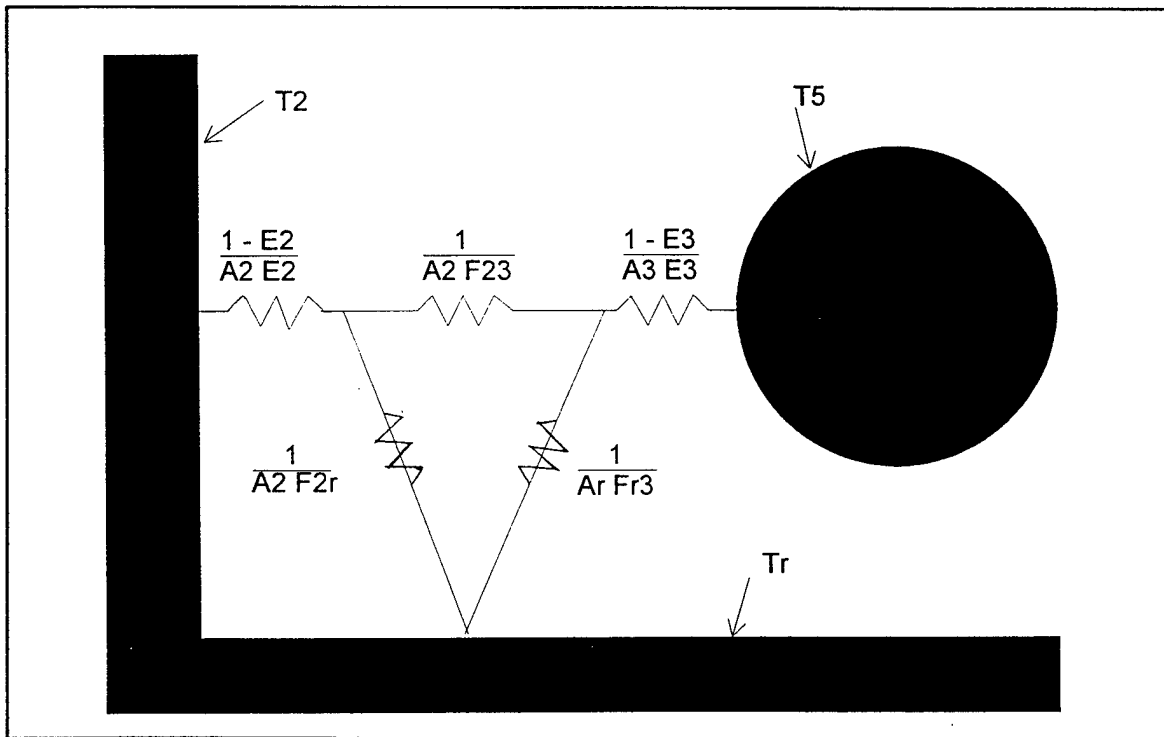 T2
T5
1 - E2
A2 E2
1
A2 F23
1 - E3
A3 E3
1
A2 F2r
1
Ar Fr3
Tr